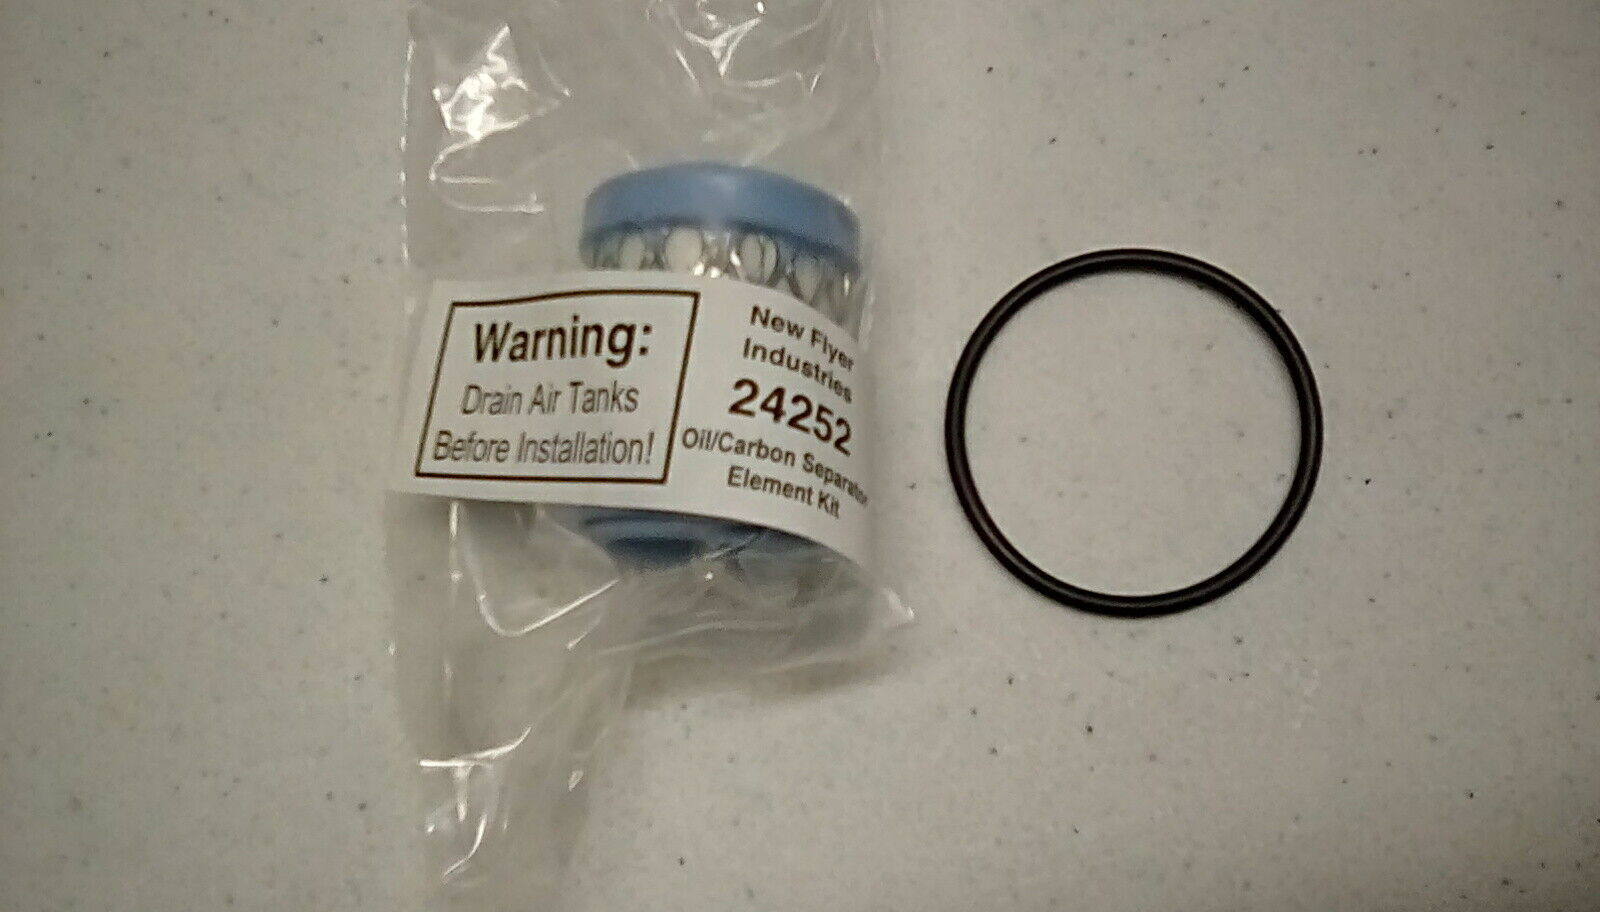 Warning:
Drain Air Tanks
Before Installation!
New Flyer
Industries
24252
Oil/Carbon Separator
Element Kit